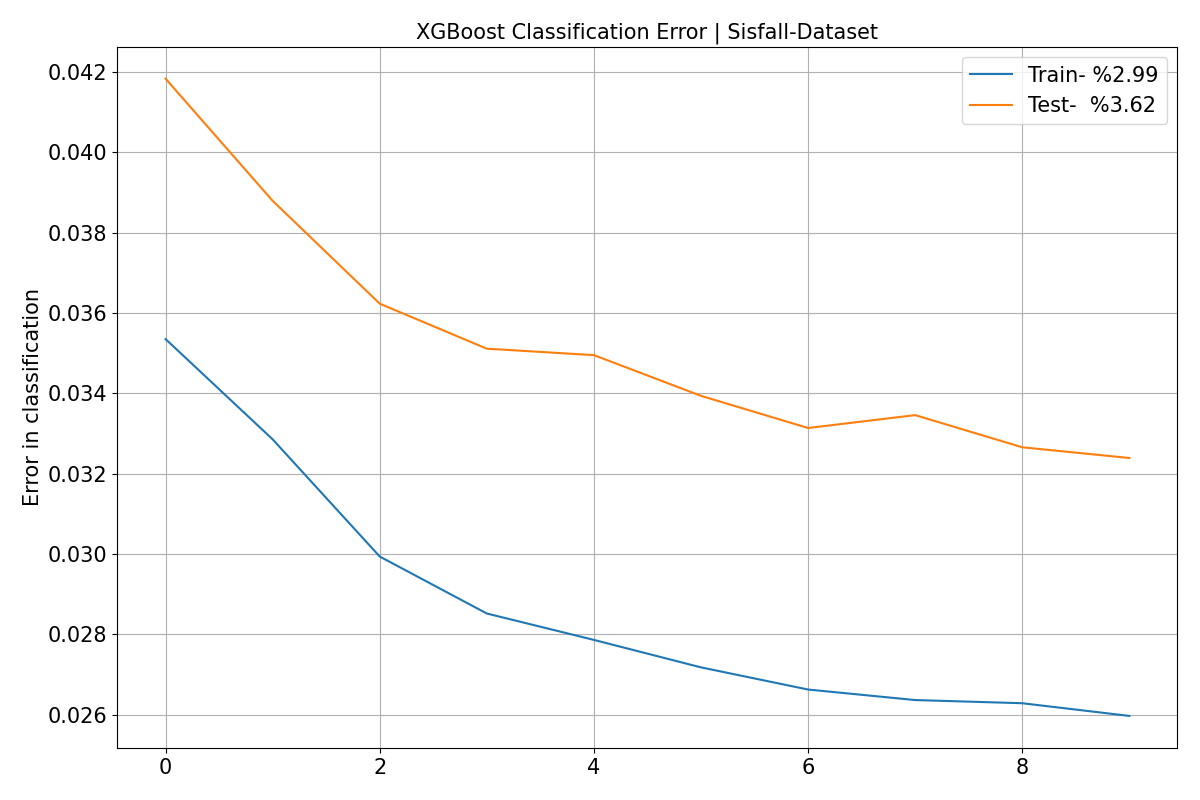 XGBoost Classification Error | Sisfall-Dataset
Train- %2.99
Test-  %3.62
Error in classification
0.042
0.040
0.038
0.036
0.034
0.032
0.030
0.028
0.026
0 2 4 6 8